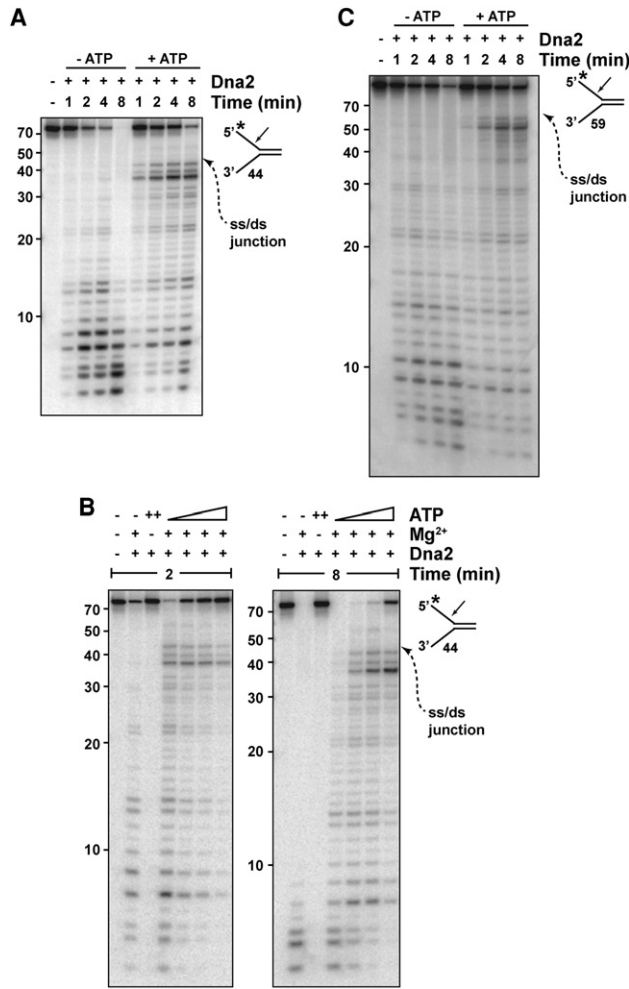 A
- ATP + ATP
- + + + + + + + + Dna2
- 1 2 4 8 1 2 4 8 Time (min)
70
50
40
30
20
10
5' *
3' 44
ss/ds
junction
C
- ATP + ATP
- + + + + + + + + Dna2
- 1 2 4 8 1 2 4 8 Time (min)
70
50
40
30
20
10
5' *
3' 59
ss/ds
junction
B
- - ++ - - ++ ATP
- + - + + + + - + - + + + + Mg2+
- + + + + + + - + + + + + + Dna2
2 8 Time (min)
70
50
40
30
20
10
70
50
40
30
20
10
5' *
3' 44
ss/ds
junction